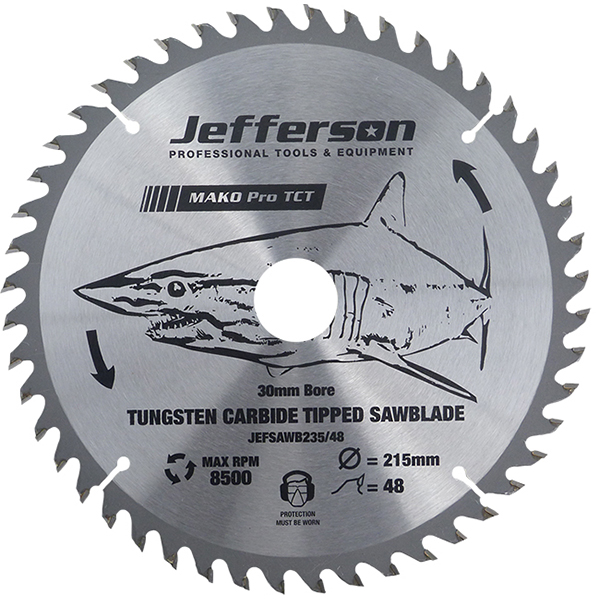 Jefferson
PROFESSIONAL TOOLS & EQUIPMENT
MAKO Pro TCT
30mm Bore
TUNGSTEN CARBIDE TIPPED SAWBLADE
JEFSAWB235/48
MAX RPM
8500
Ø = 215mm
= 48
PROTECTION
MUST BE WORN